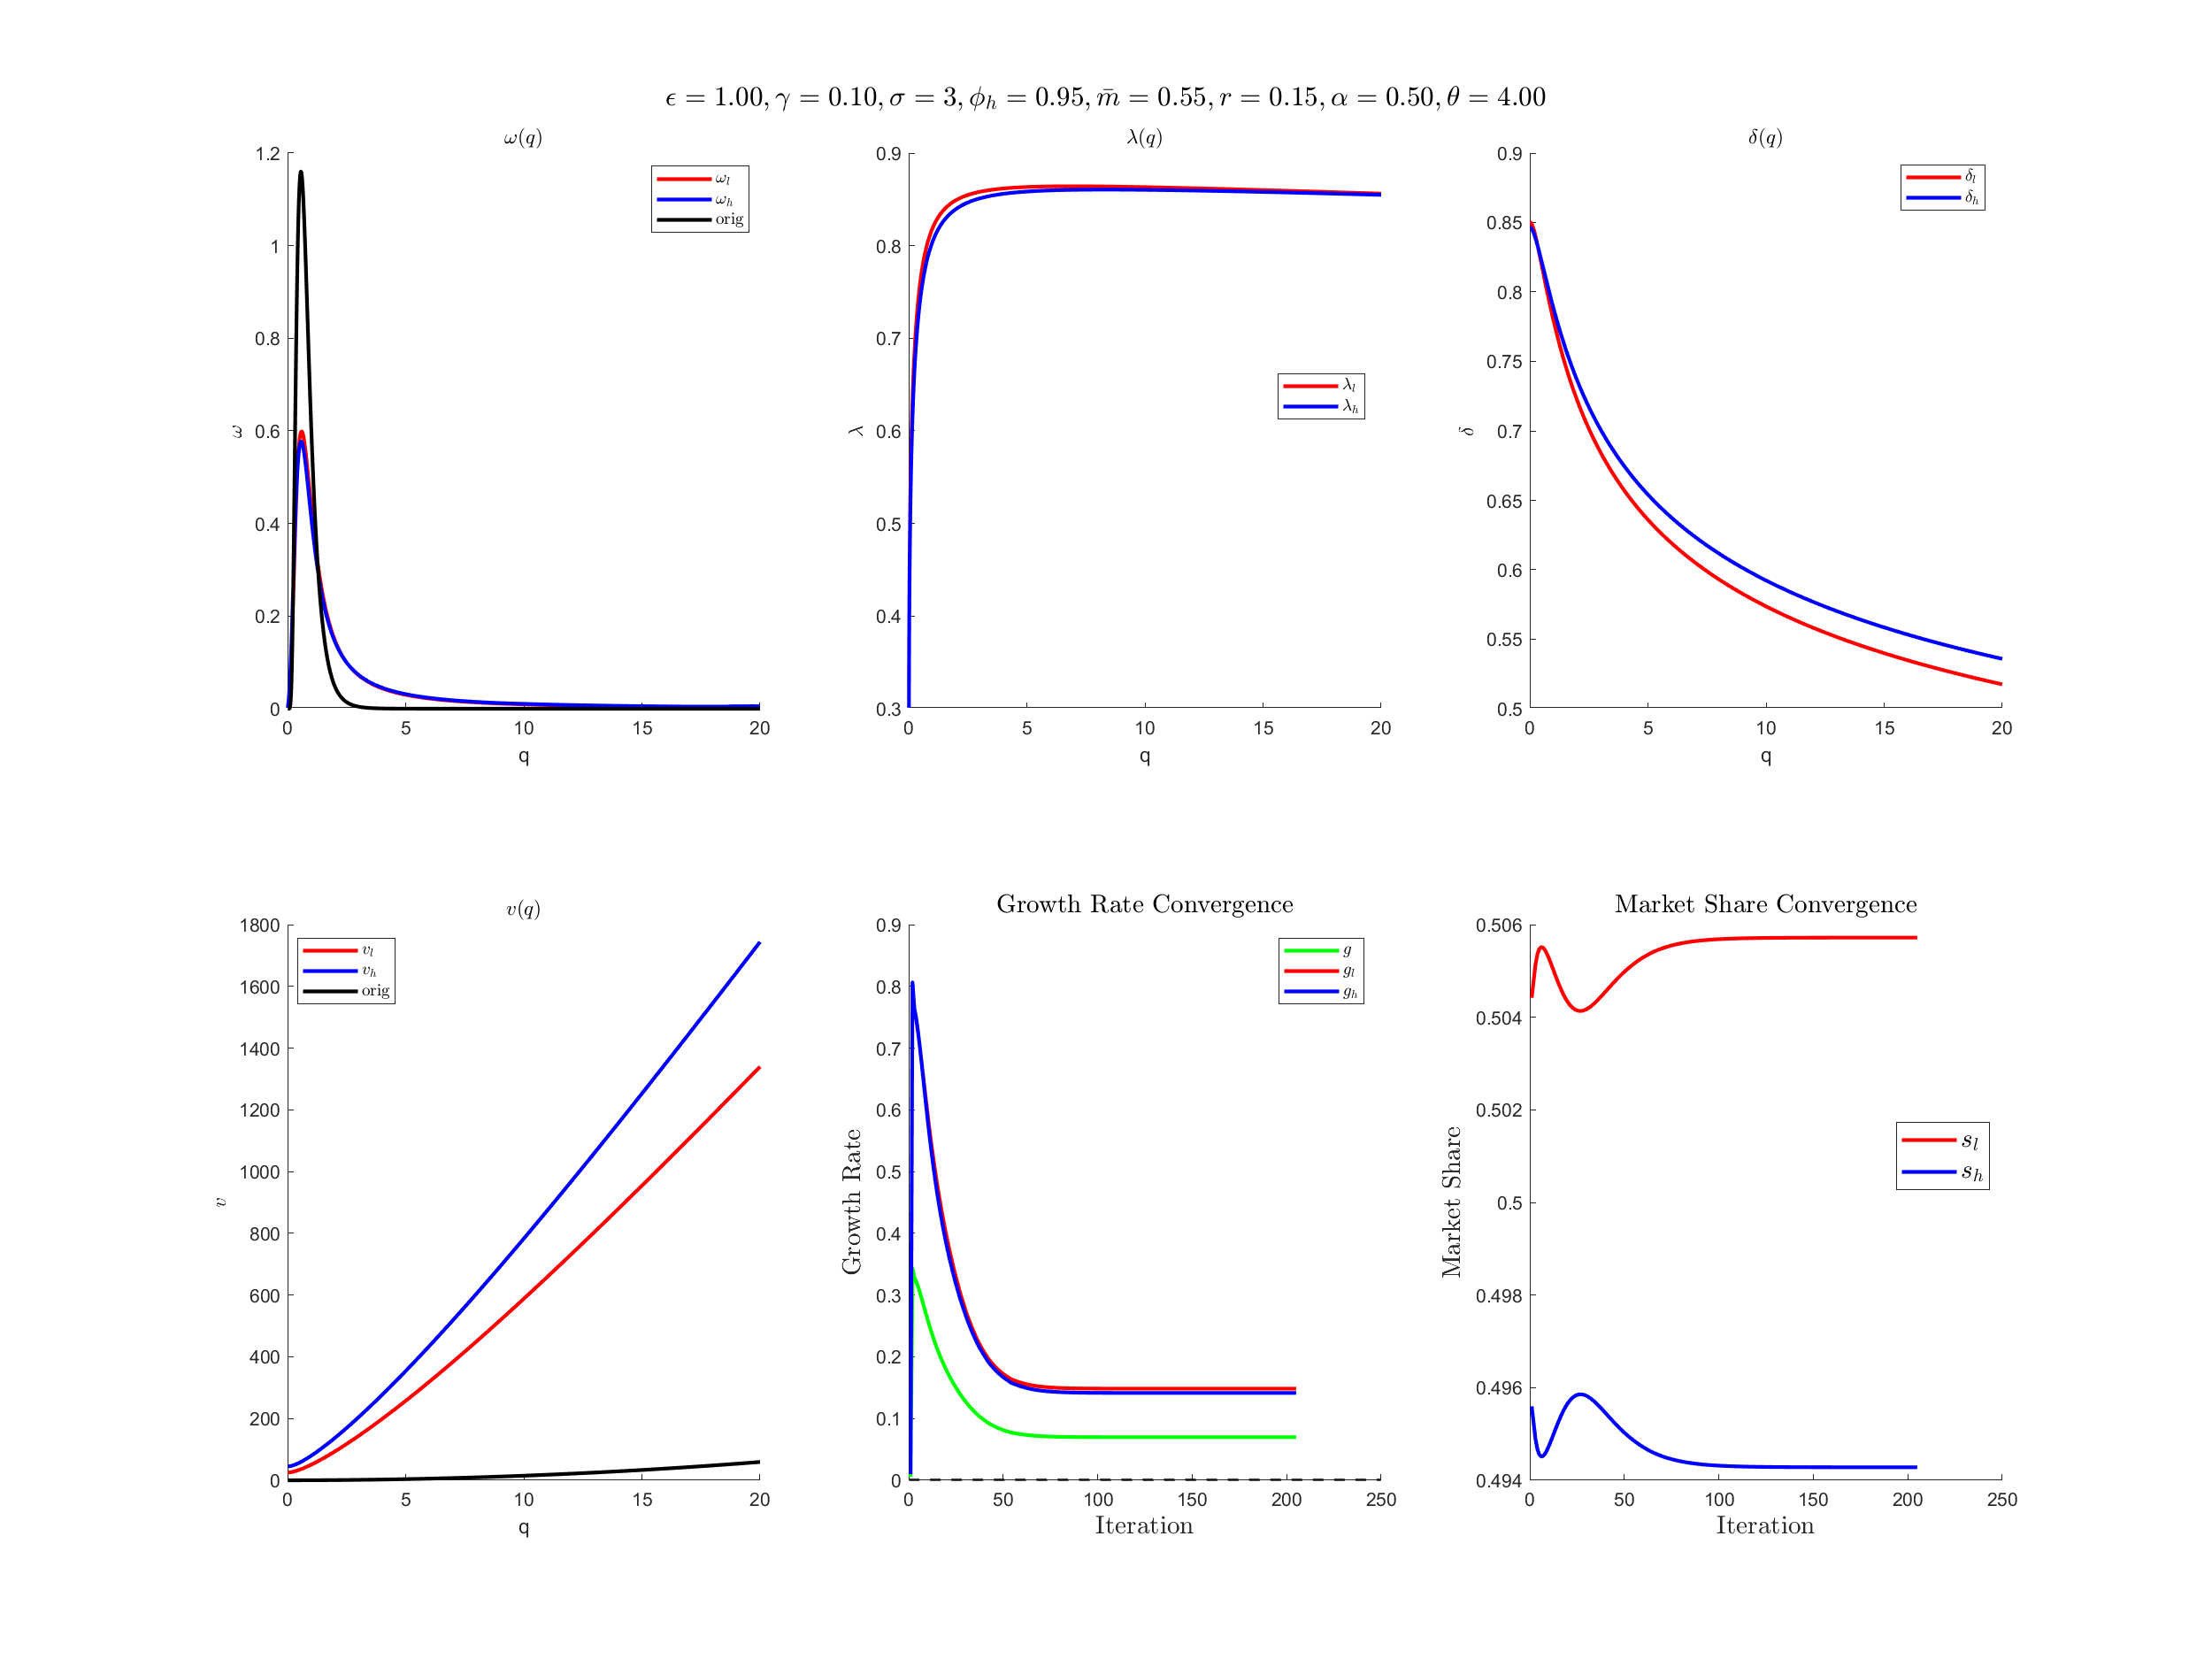 ϵ = 1.00, γ = 0.10, σ = 3, ϕ_h = 0.95, m̄ = 0.55, r = 0.15, α = 0.50, θ = 4.00
ω(q)
1.2
1
0.8
0.6
0.4
0.2
0
0 5 10 15 20
q
ω
ω_l
ω_h
orig
λ(q)
0.9
0.8
0.7
0.6
0.5
0.4
0.3
0 5 10 15 20
q
λ
λ_l
λ_h
δ(q)
0.9
0.85
0.8
0.75
0.7
0.65
0.6
0.55
0.5
0 5 10 15 20
q
δ
δ_l
δ_h
v(q)
1800
1600
1400
1200
1000
800
600
400
200
0
0 5 10 15 20
q
v
v_l
v_h
orig
Growth Rate Convergence
0.9
0.8
0.7
0.6
0.5
0.4
0.3
0.2
0.1
0
0 50 100 150 200 250
Iteration
Growth Rate
g
g_l
g_h
Market Share Convergence
0.506
0.504
0.502
0.5
0.498
0.496
0.494
0 50 100 150 200 250
Iteration
Market Share
s_l
s_h